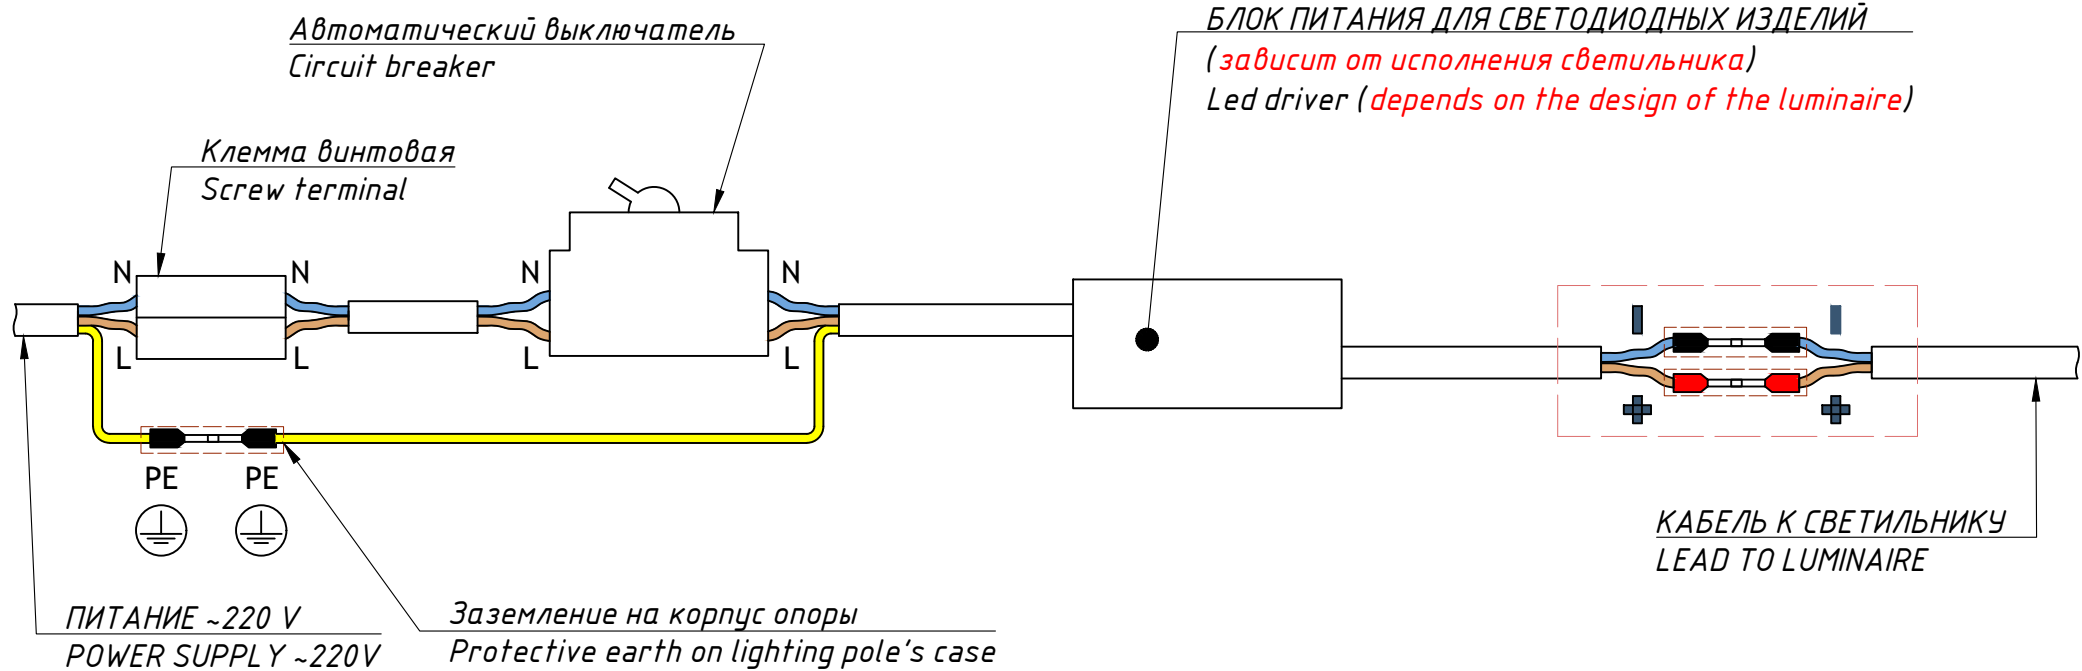 Автоматический выключатель
Circuit breaker
БЛОК ПИТАНИЯ ДЛЯ СВЕТОДИОДНЫХ ИЗДЕЛИЙ
(зависит от исполнения светильника)
Led driver (depends on the design of the luminaire)
Клемма винтовая
Screw terminal
N N N N
L L L L
PE PE
КАБЕЛЬ К СВЕТИЛЬНИКУ
LEAD TO LUMINAIRE
ПИТАНИЕ ~220 V
POWER SUPPLY ~220V
Заземление на корпус опоры
Protective earth on lighting pole's case